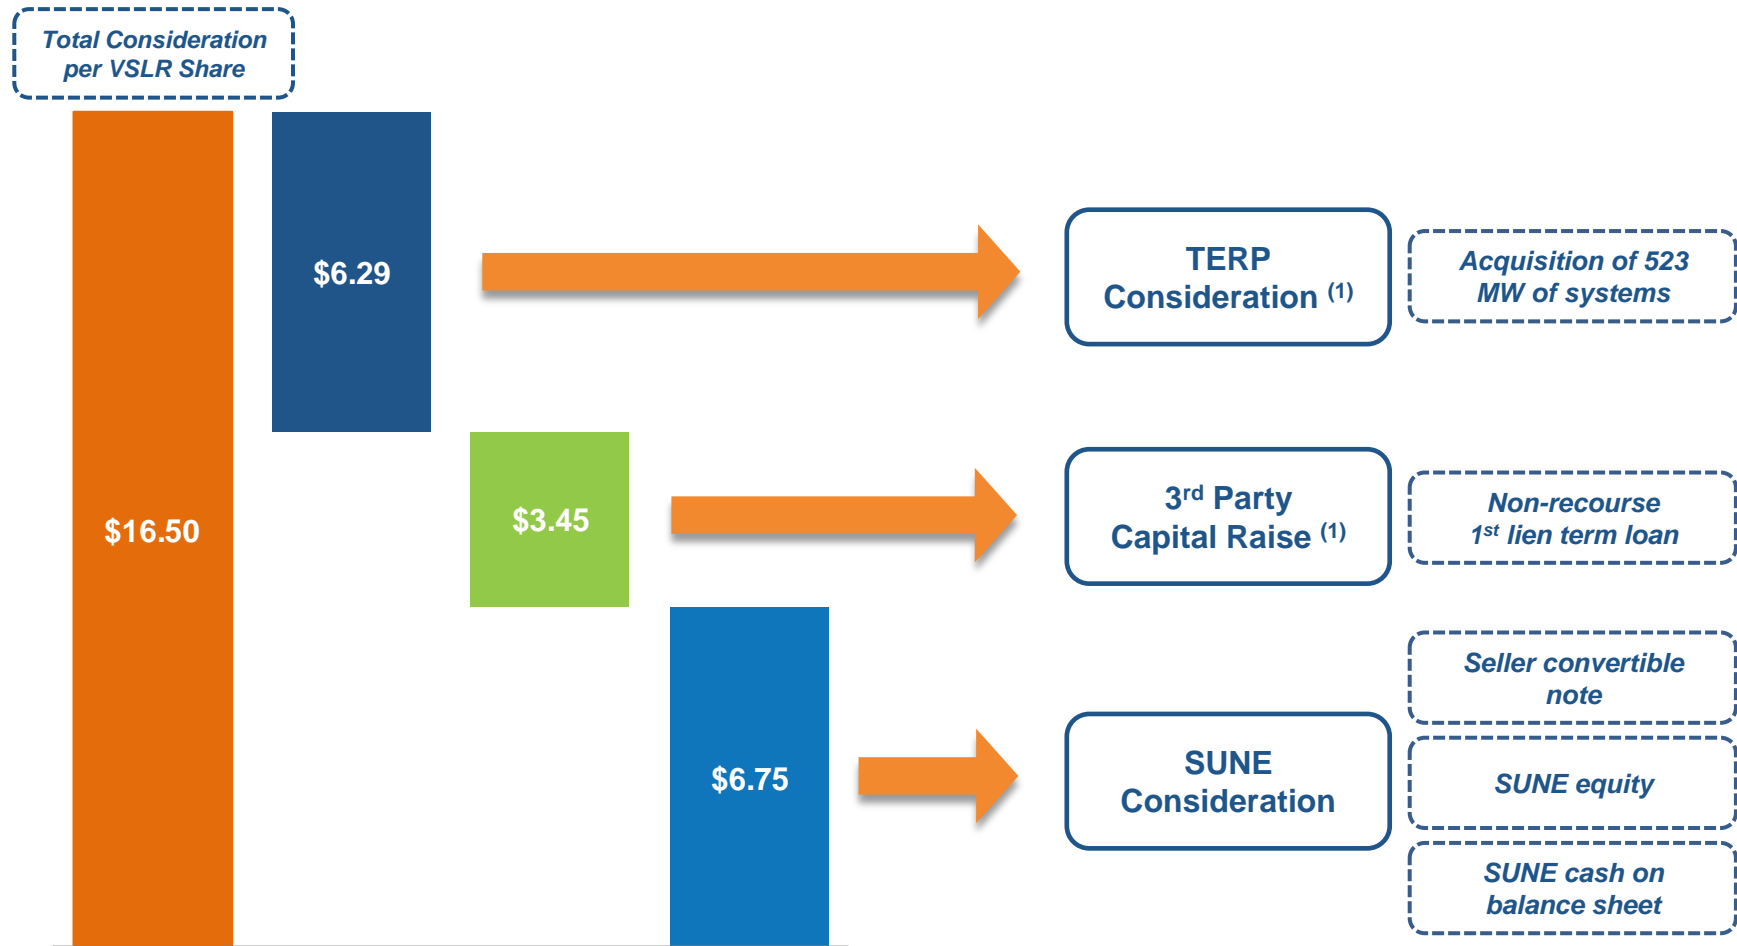 Total Consideration
per VSLR Share
$16.50
$6.29
$3.45
$6.75
TERP
Consideration (1)
Acquisition of 523
MW of systems
3rd Party
Capital Raise (1)
Non-recourse
1st lien term loan
SUNE
Consideration
Seller convertible
note
SUNE equity
SUNE cash on
balance sheet